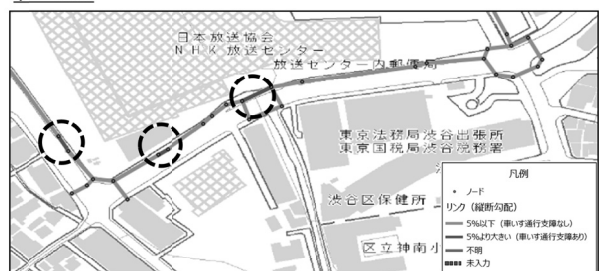 日本放送協会
NHK放送センター
放送センター内郵便局
東京法務局渋谷出張所
東京国税局渋谷税務署
渋谷区保健所
区立神南小
凡例
ノード
リンク（縦断勾配）
5%以下（車いす通行支障なし）
5%より大きい（車いす通行支障あり）
不明
未入力